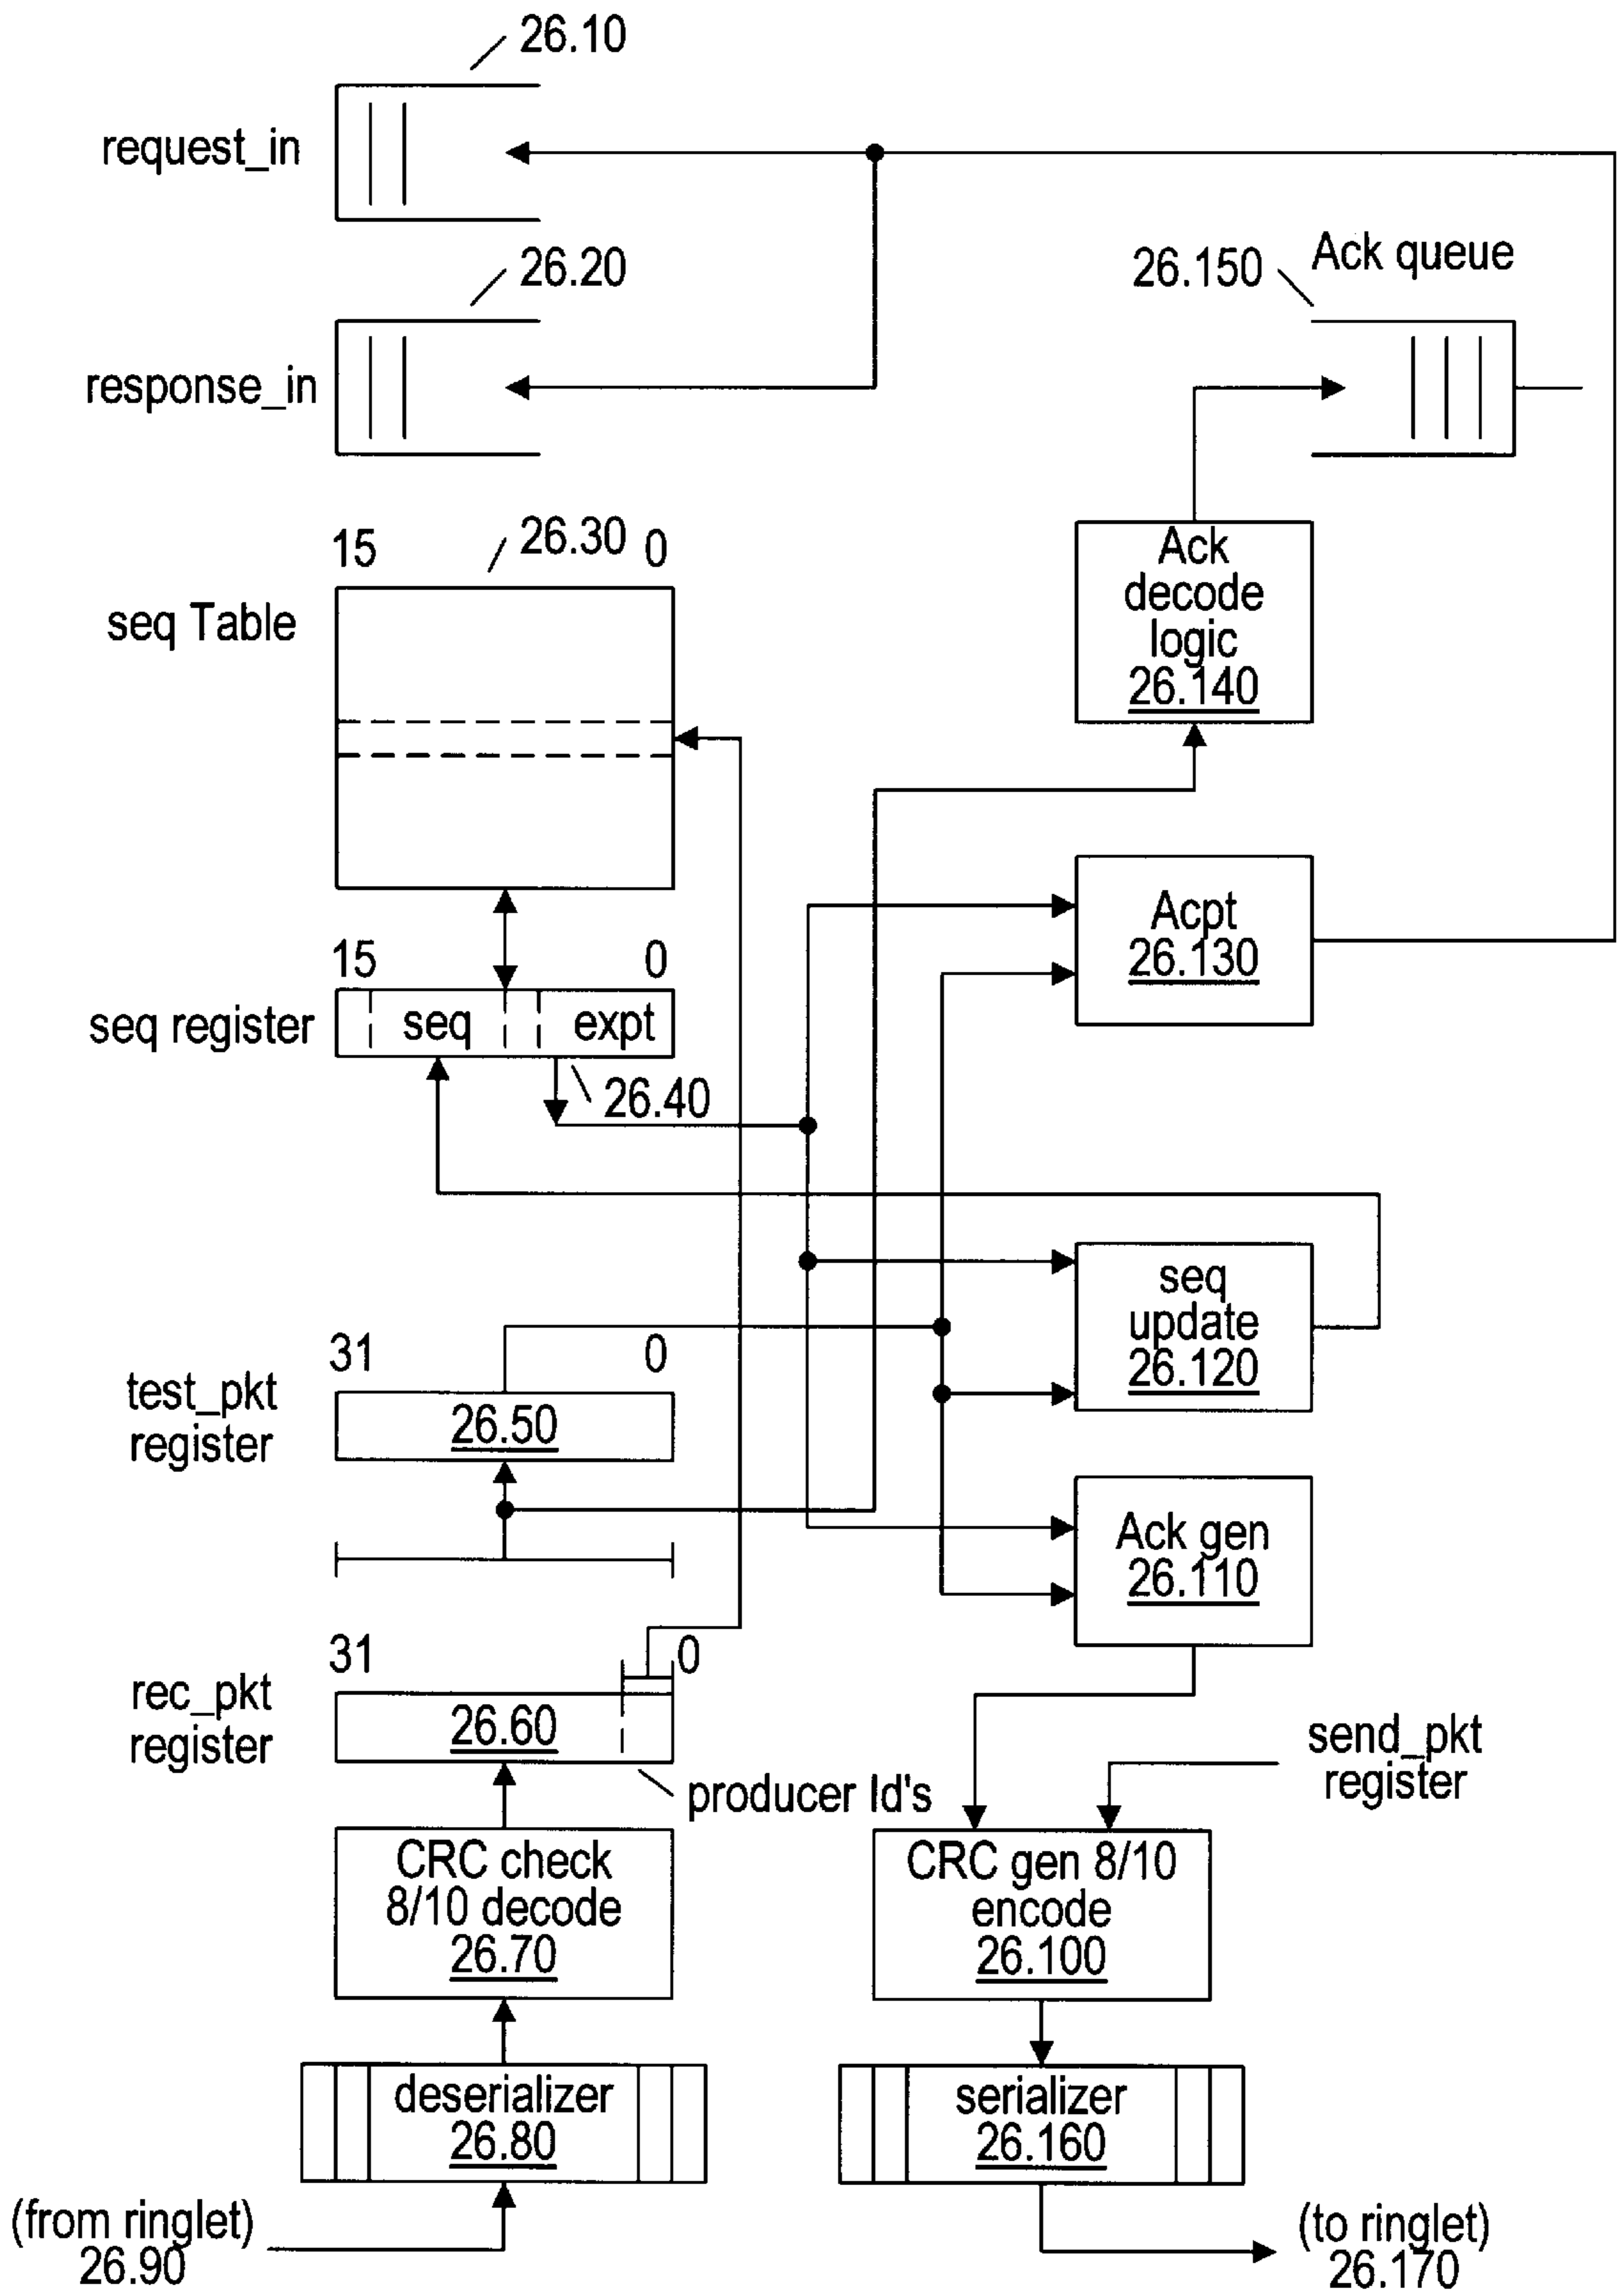 26.10
request_in
26.20
response_in
Ack queue
26.150
15
26.30
0
seq Table
Ack
decode
logic
26.140
Acpt
26.130
15
0
seq register
seq
expt
26.40
seq
update
26.120
31
0
test_pkt
register
26.50
Ack gen
26.110
31
0
rec_pkt
register
26.60
producer Id's
send_pkt
register
CRC check
8/10 decode
26.70
CRC gen 8/10
encode
26.100
deserializer
26.80
serializer
26.160
(from ringlet)
26.90
(to ringlet)
26.170